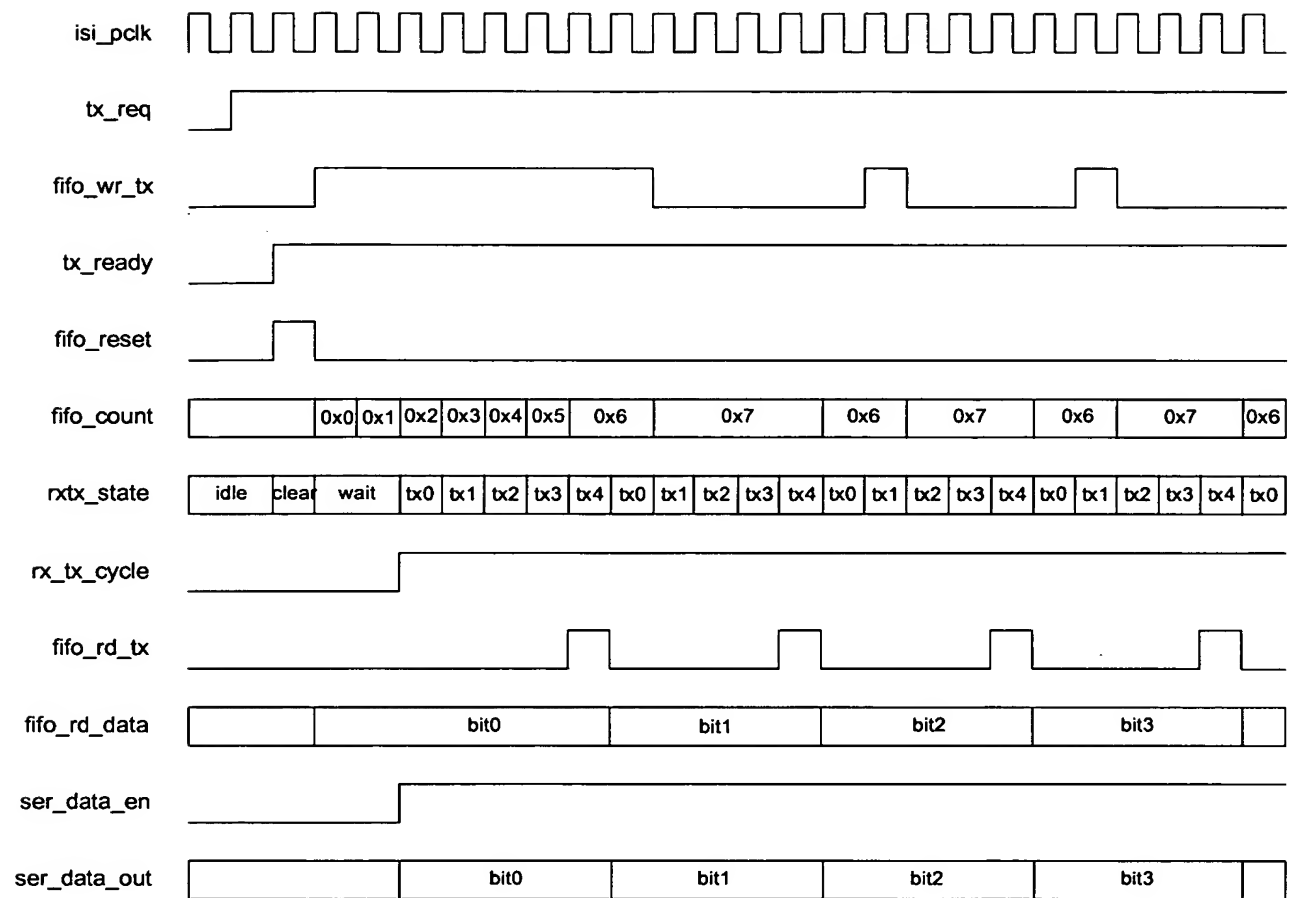 isi_pclk
tx_req
fifo_wr_tx
tx_ready
fifo_reset
fifo_count 0x0 0x1 0x2 0x3 0x4 0x5 0x6 0x7 0x6 0x7 0x6 0x7 0x6
rxtx_state idle clear wait tx0 tx1 tx2 tx3 tx4 tx0 tx1 tx2 tx3 tx4 tx0 tx1 tx2 tx3 tx4 tx0 tx1 tx2 tx3 tx4 tx0
rx_tx_cycle
fifo_rd_tx
fifo_rd_data bit0 bit1 bit2 bit3
ser_data_en
ser_data_out bit0 bit1 bit2 bit3